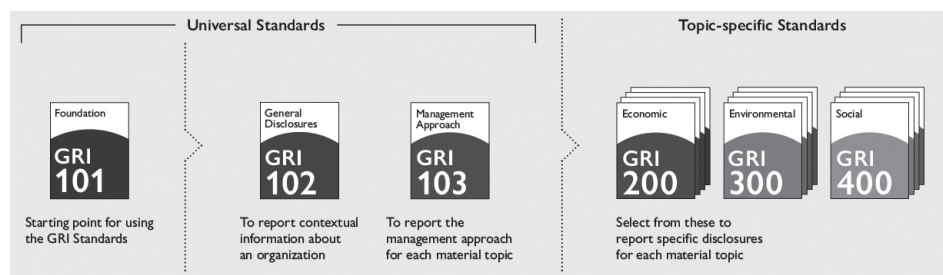 Universal Standards
Topic-specific Standards
Foundation
GRI
101
Starting point for using
the GRI Standards
General
Disclosures
GRI
102
To report contextual
information about
an organization
Management
Approach
GRI
103
To report the
management approach
for each material topic
Economic
GRI
200
Environmental
GRI
300
Social
GRI
400
Select from these to
report specific disclosures
for each material topic